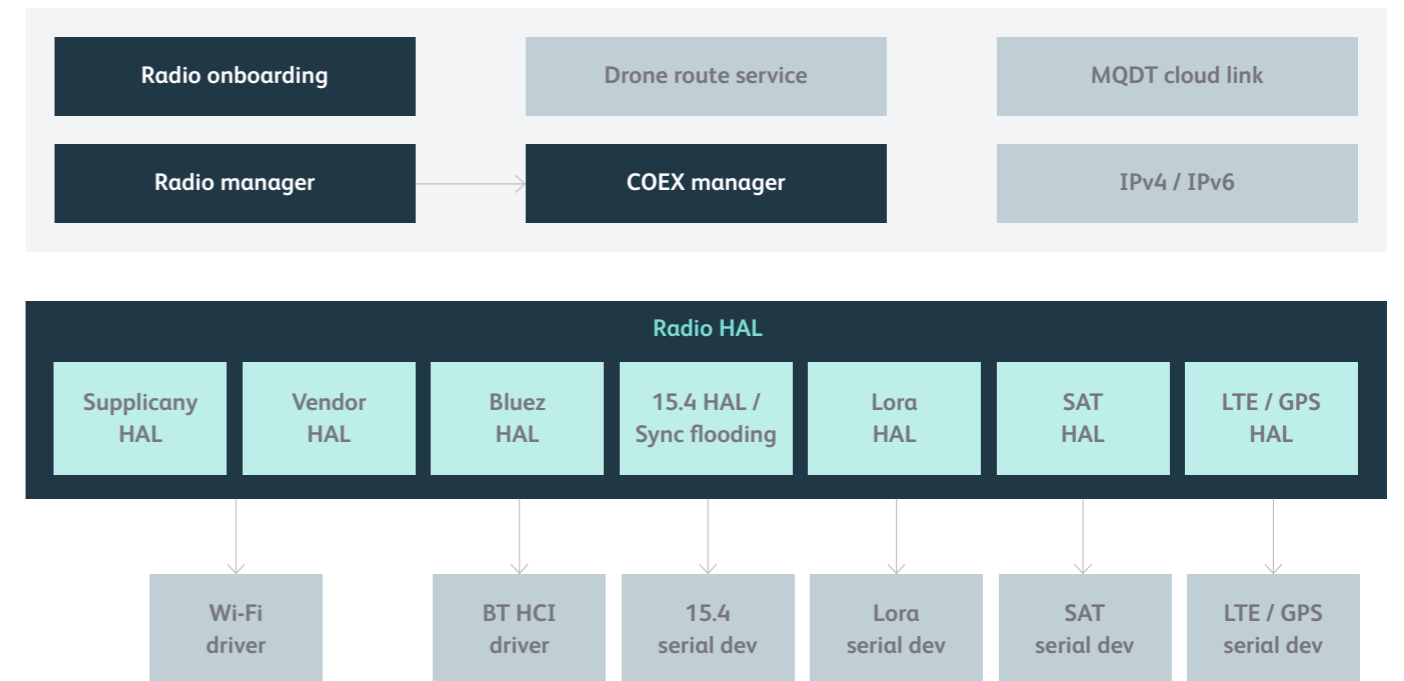 Radio onboarding
Drone route service
MQDT cloud link
Radio manager
COEX manager
IPv4 / IPv6
Radio HAL
Supplicany
HAL
Vendor
HAL
Bluez
HAL
15.4 HAL /
Sync flooding
Lora
HAL
SAT
HAL
LTE / GPS
HAL
Wi-Fi
driver
BT HCI
driver
15.4
serial dev
Lora
serial dev
SAT
serial dev
LTE / GPS
serial dev